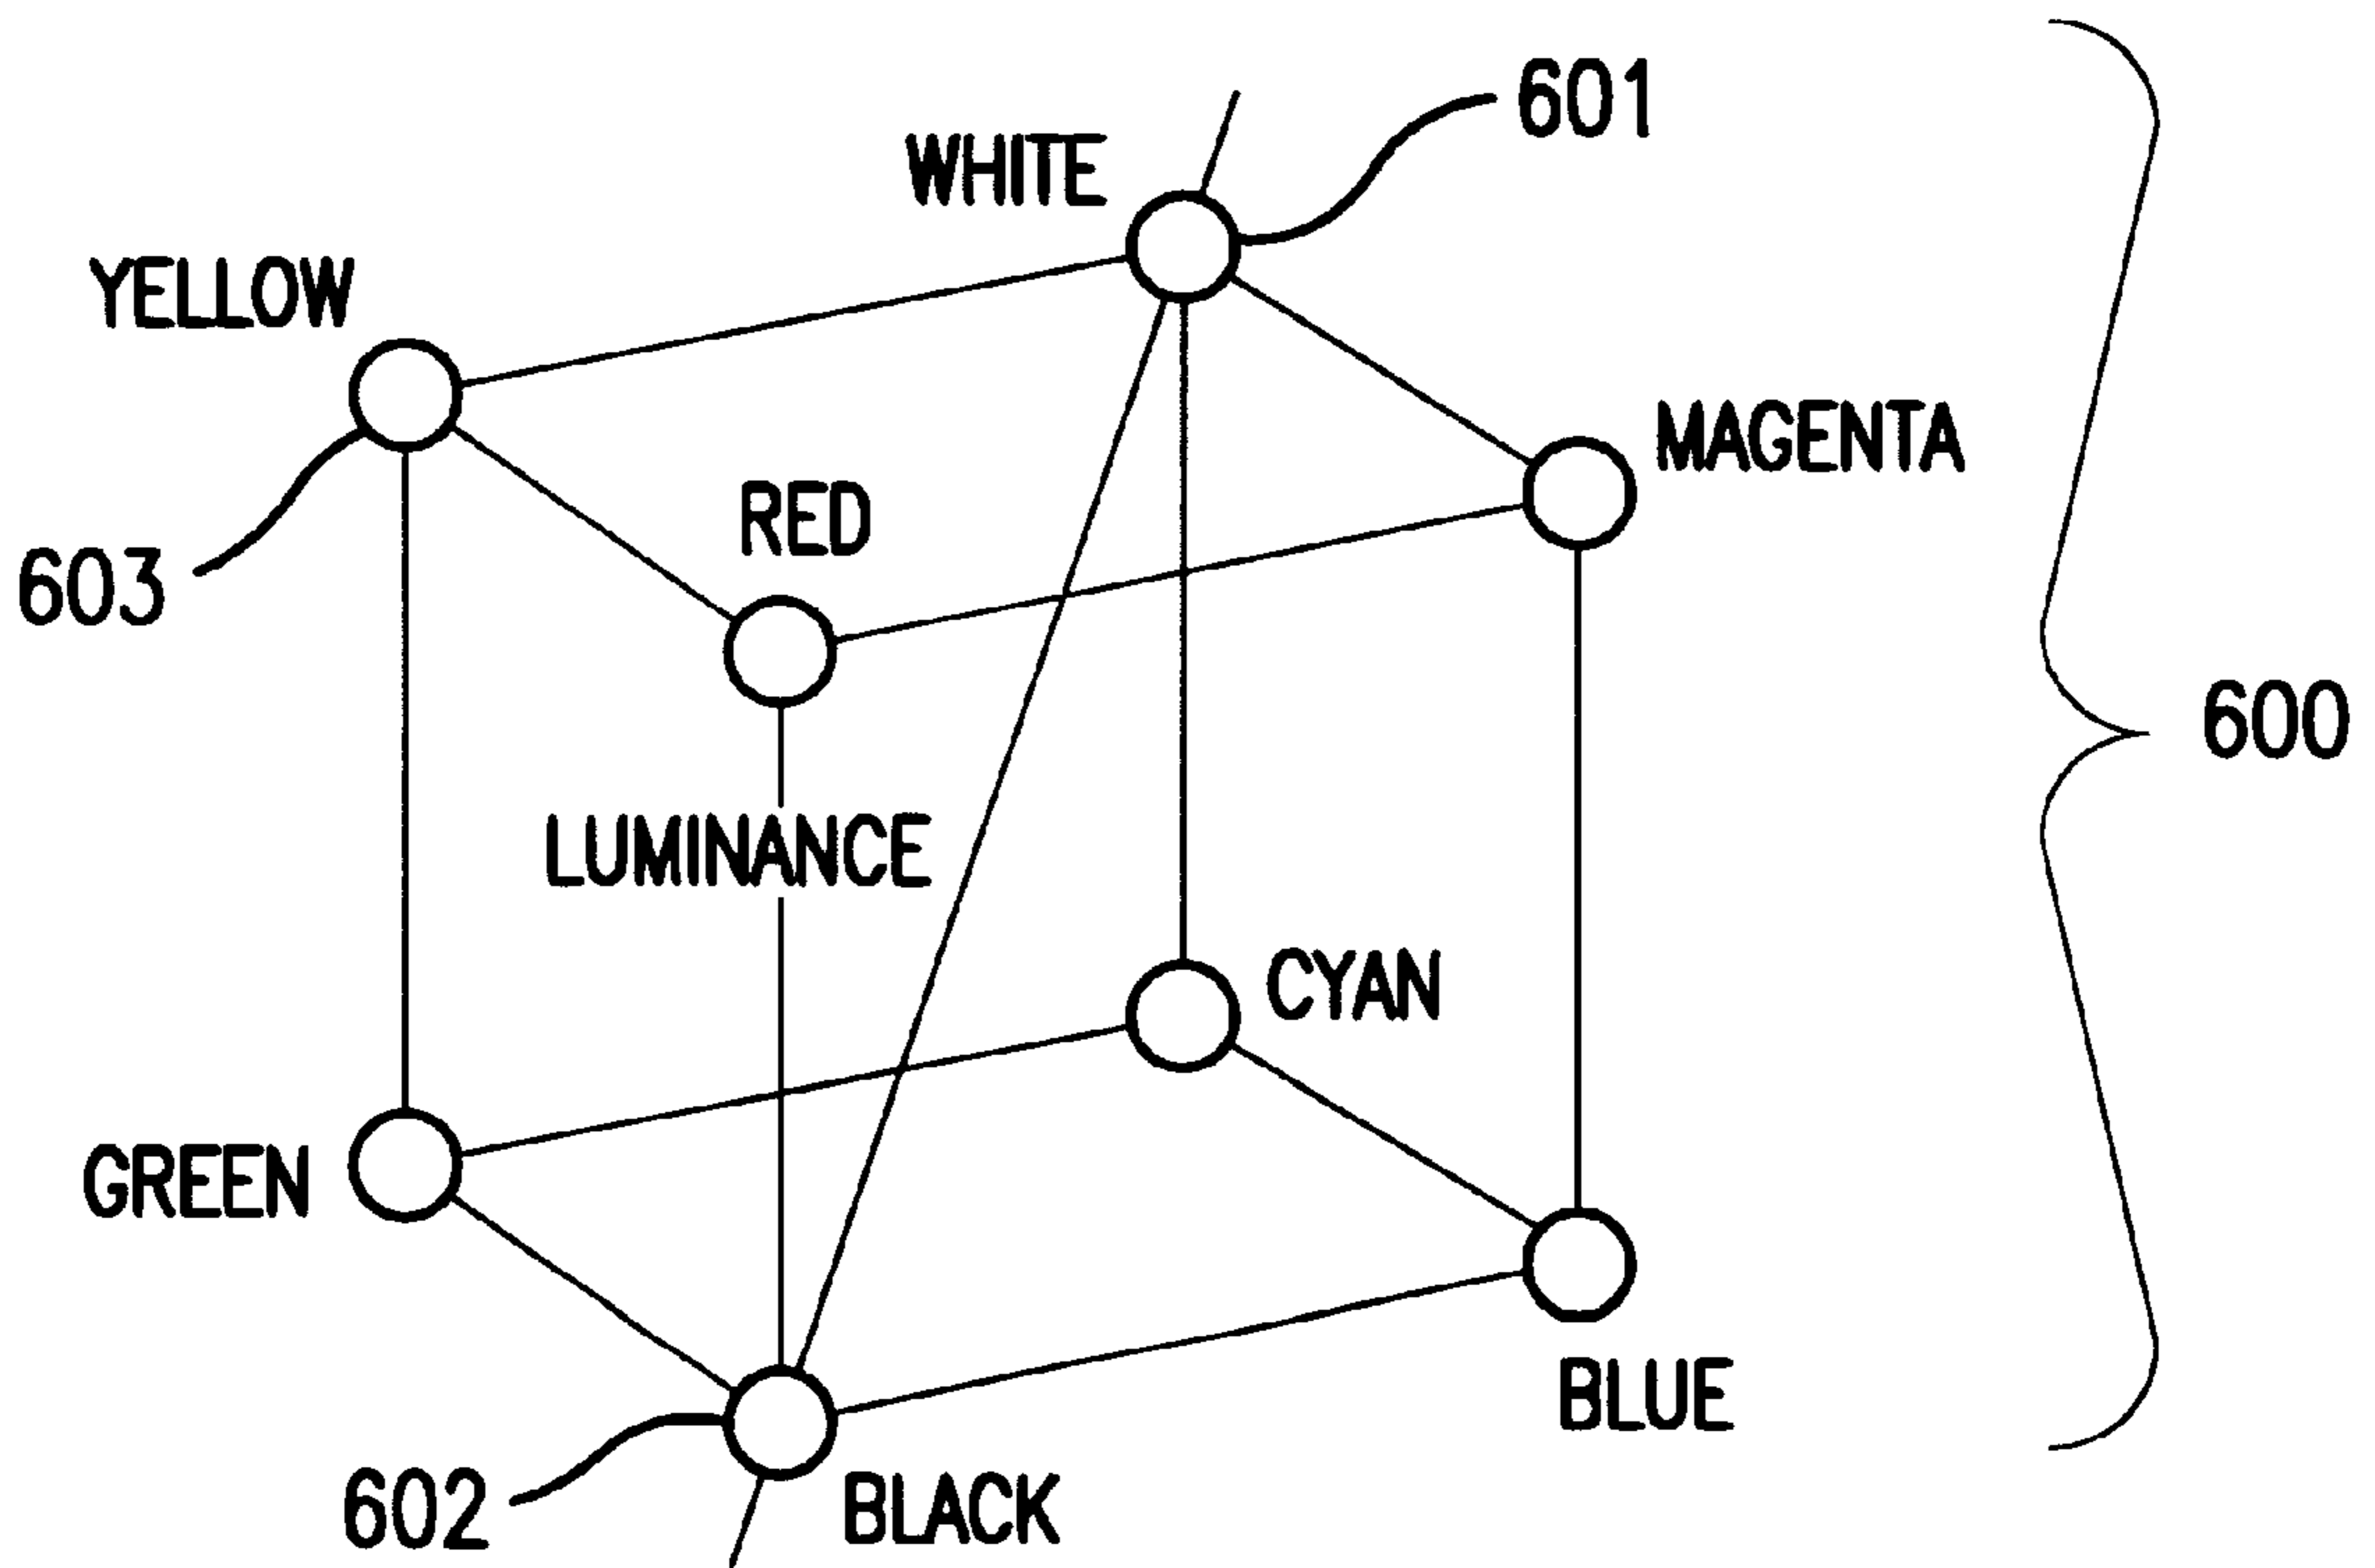 601
WHITE
YELLOW
MAGENTA
RED
603
600
LUMINANCE
CYAN
GREEN
BLUE
602
BLACK